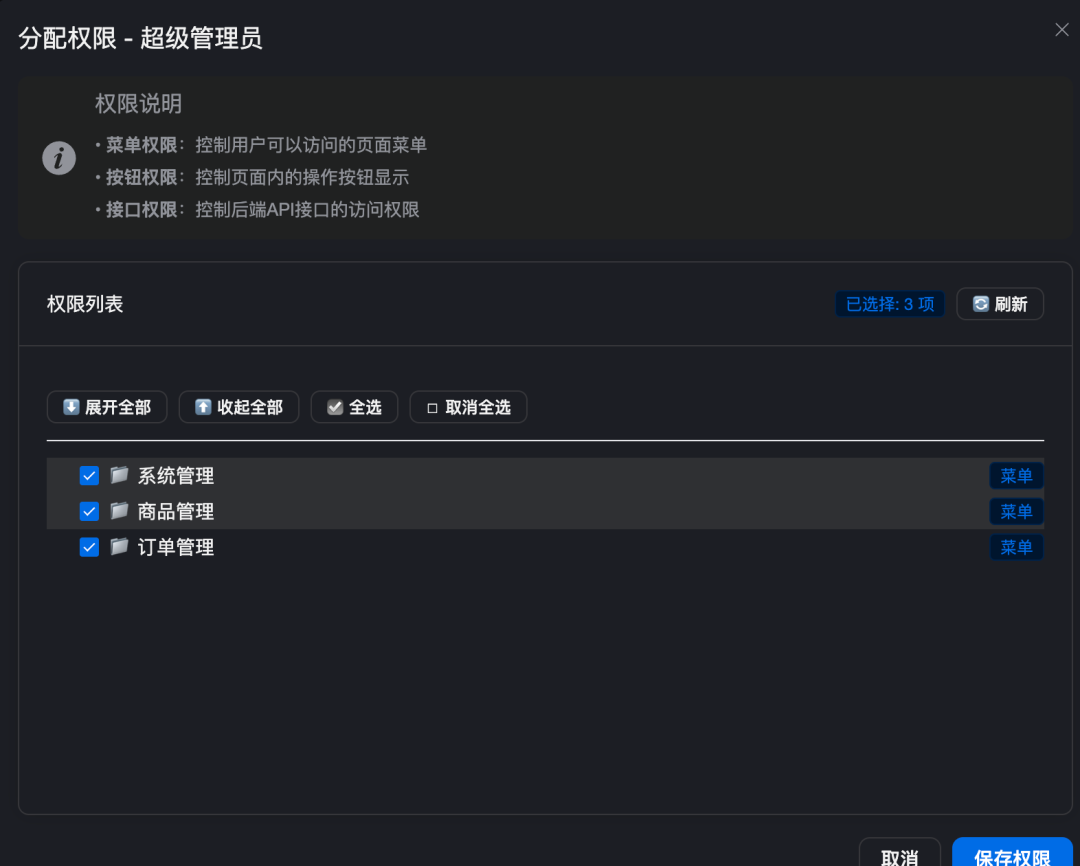 分配权限 - 超级管理员
权限说明
• 菜单权限：控制用户可以访问的页面菜单
• 按钮权限：控制页面内的操作按钮显示
• 接口权限：控制后端API接口的访问权限
权限列表
已选择: 3 项
刷新
展开全部
收起全部
全选
取消全选
系统管理
菜单
商品管理
菜单
订单管理
菜单
取消
保存权限